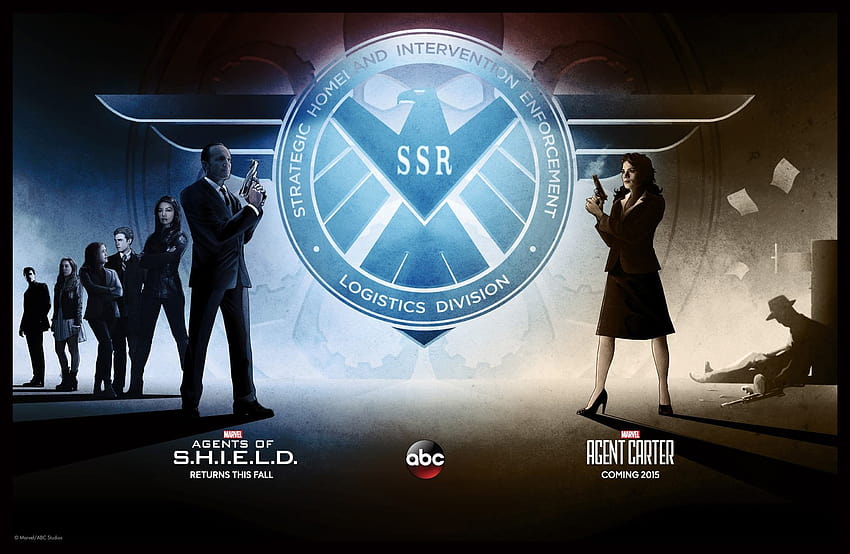 STRATEGIC HOMELAND INTERVENTION ENFORCEMENT
SSR
LOGISTICS DIVISION
MARVEL
AGENTS OF
S.H.I.E.L.D.
RETURNS THIS FALL
abc
MARVEL
AGENT CARTER
COMING 2015
© Marvel/ABC Studios